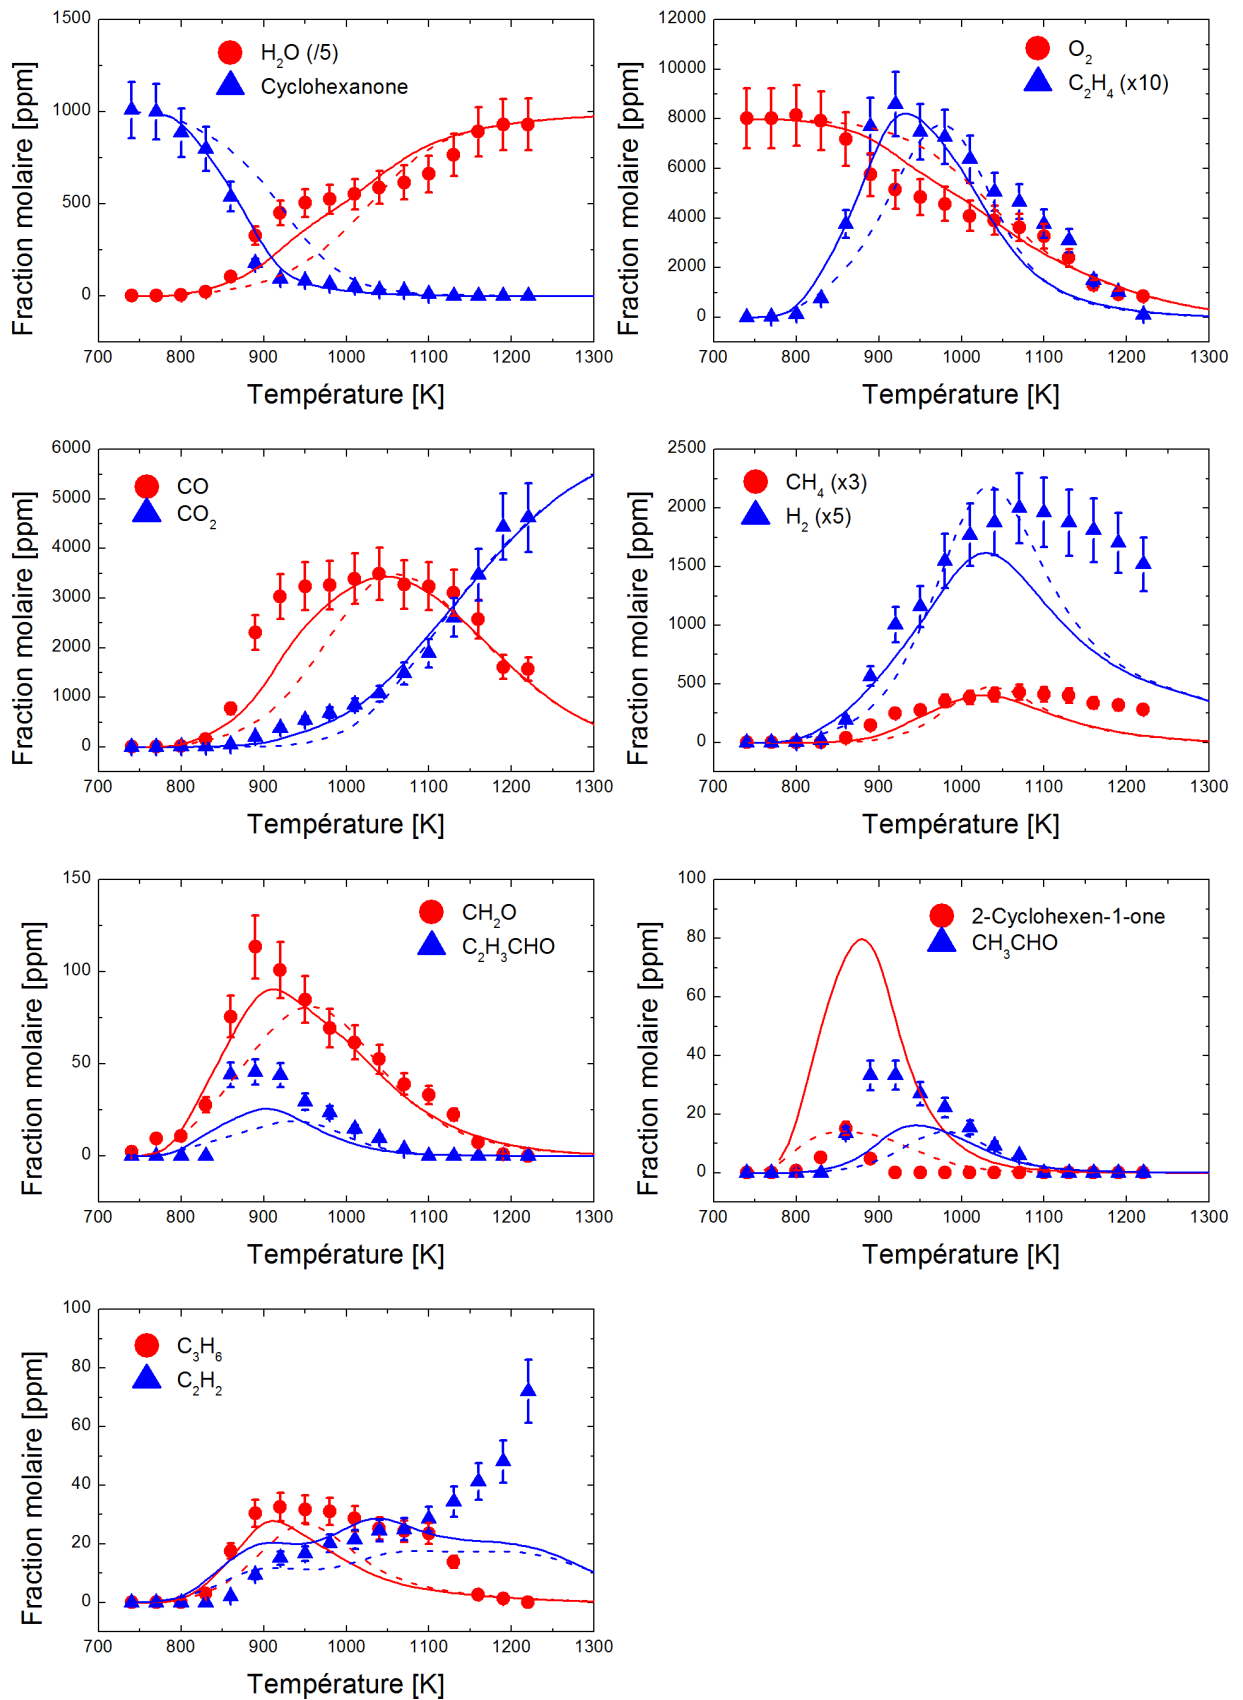 1500
1000
500
0
H₂O (/5)
Cyclohexanone
700 800 900 1000 1100 1200 1300
Fraction molaire [ppm]
Température [K]
12000
10000
8000
6000
4000
2000
0
O₂
C₂H₄ (x10)
700 800 900 1000 1100 1200 1300
Fraction molaire [ppm]
Température [K]
6000
5000
4000
3000
2000
1000
0
CO
CO₂
700 800 900 1000 1100 1200 1300
Fraction molaire [ppm]
Température [K]
2500
2000
1500
1000
500
0
CH₄ (x3)
H₂ (x5)
700 800 900 1000 1100 1200 1300
Fraction molaire [ppm]
Température [K]
150
100
50
0
CH₂O
C₂H₃CHO
700 800 900 1000 1100 1200 1300
Fraction molaire [ppm]
Température [K]
100
80
60
40
20
0
2-Cyclohexen-1-one
CH₃CHO
700 800 900 1000 1100 1200 1300
Fraction molaire [ppm]
Température [K]
100
80
60
40
20
0
C₃H₆
C₂H₂
700 800 900 1000 1100 1200 1300
Fraction molaire [ppm]
Température [K]